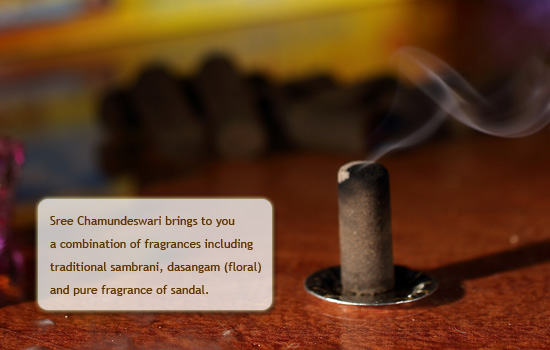 Sree Chamundeswari brings to you
a combination of fragrances including
traditional sambrani, dasangam (floral)
and pure fragrance of sandal.